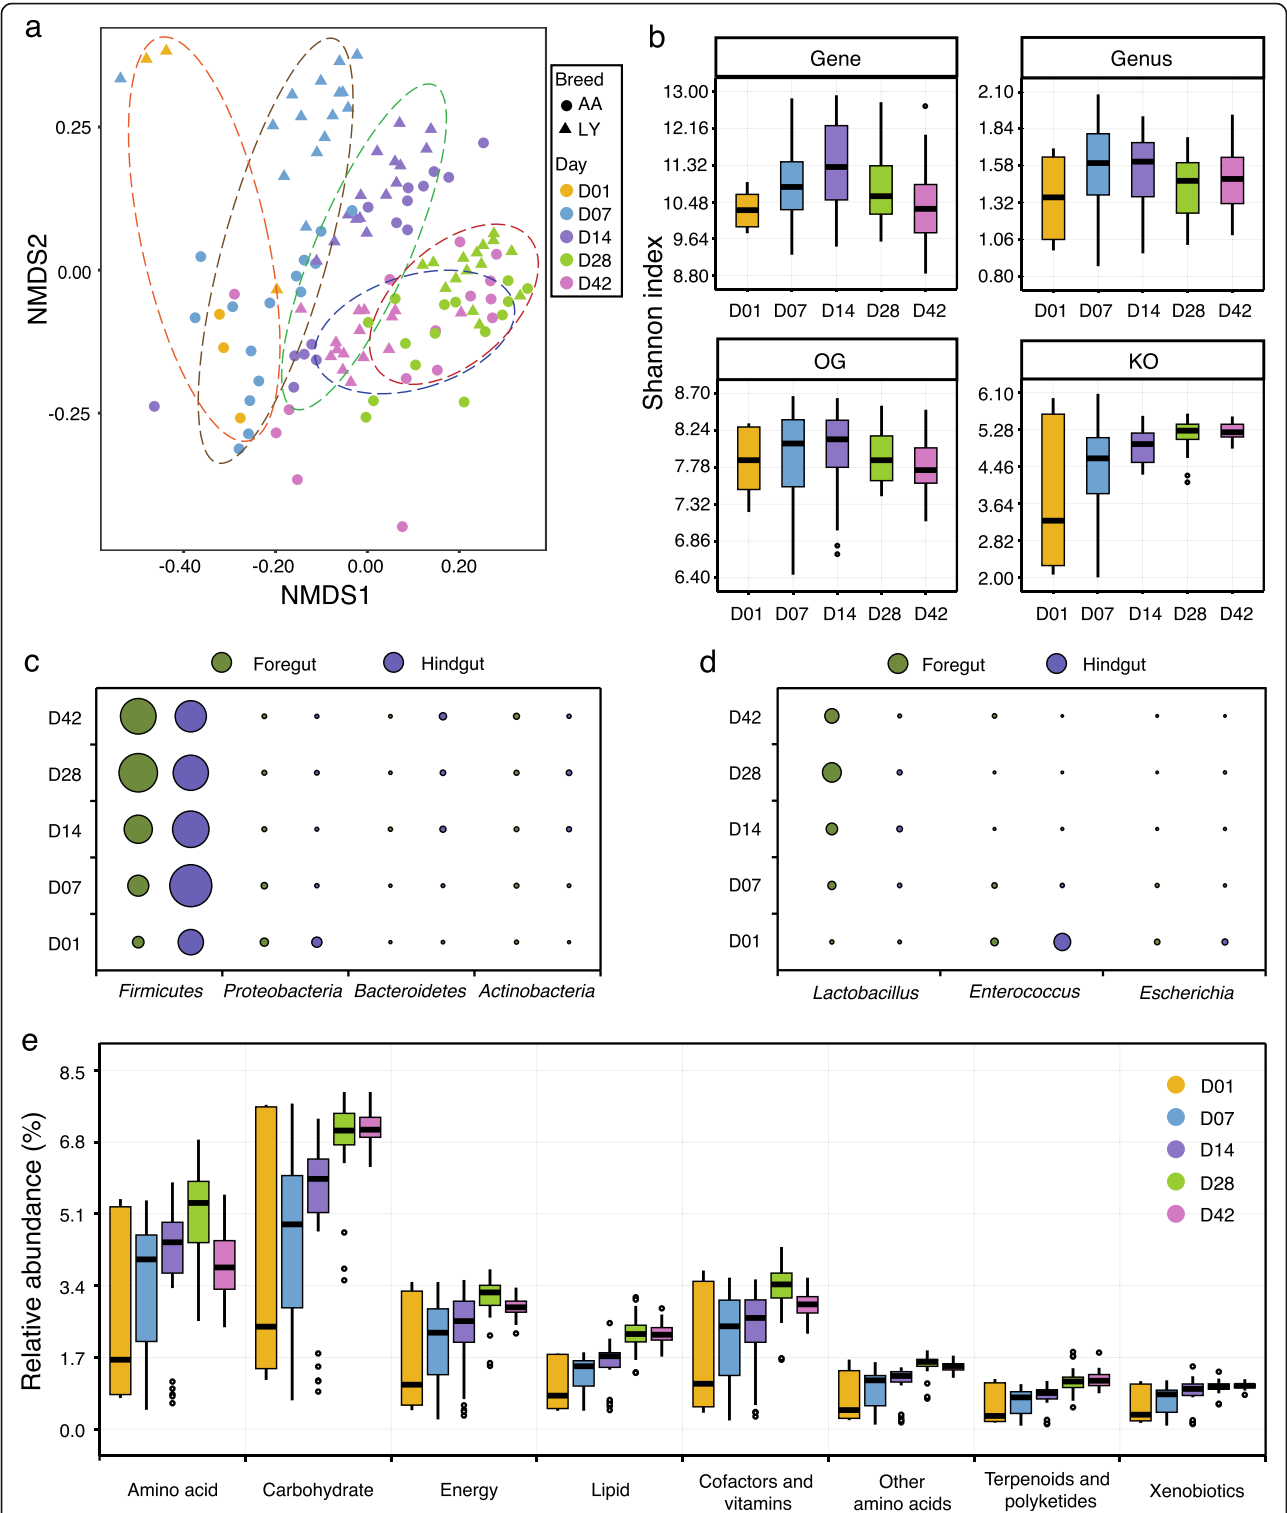 a
Breed
AA
LY
Day
D01
D07
D14
D28
D42
0.25
0.00
-0.25
NMDS2
-0.40 -0.20 0.00 0.20
NMDS1
b
Shannon index
Gene
13.00
12.16
11.32
10.48
9.64
8.80
D01 D07 D14 D28 D42
Genus
2.10
1.84
1.58
1.32
1.06
0.80
D01 D07 D14 D28 D42
OG
8.70
8.24
7.78
7.32
6.86
6.40
D01 D07 D14 D28 D42
KO
6.10
5.28
4.46
3.64
2.82
2.00
D01 D07 D14 D28 D42
c
Foregut Hindgut
D42
D28
D14
D07
D01
Firmicutes Proteobacteria Bacteroidetes Actinobacteria
d
Foregut Hindgut
D42
D28
D14
D07
D01
Lactobacillus Enterococcus Escherichia
e
Relative abundance (%)
8.5
6.8
5.1
3.4
1.7
0.0
D01
D07
D14
D28
D42
Amino acid
Carbohydrate
Energy
Lipid
Cofactors and
vitamins
Other
amino acids
Terpenoids and
polyketides
Xenobiotics